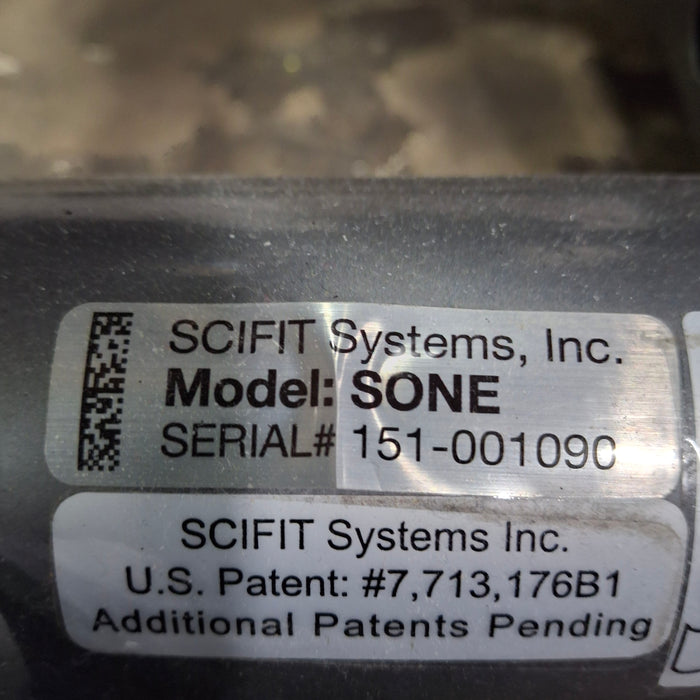 SCIFIT Systems, Inc.
Model: SONE
SERIAL# 151-001090
SCIFIT Systems Inc.
U.S. Patent: #7,713,176B1
Additional Patents Pending